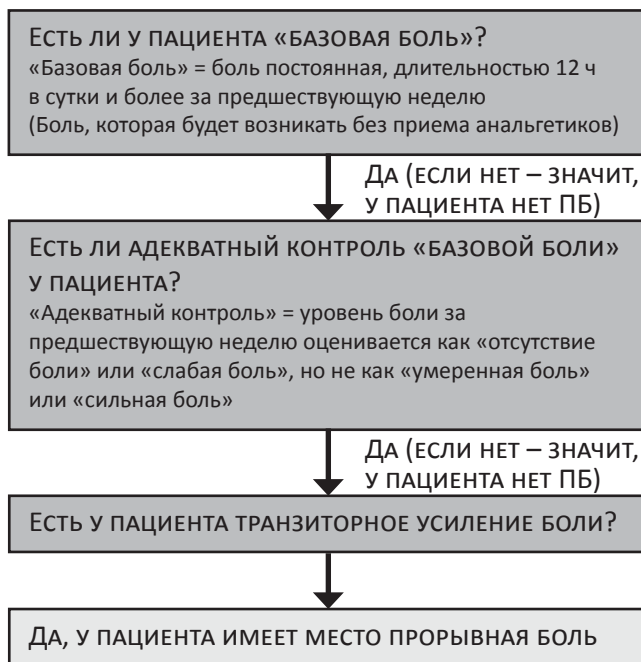 Есть ли у пациента «базовая боль»?
«Базовая боль» = боль постоянная, длительностью 12 ч
в сутки и более за предшествующую неделю
(Боль, которая будет возникать без приема анальгетиков)
Да (если нет – значит,
у пациента нет ПБ)
Есть ли адекватный контроль «базовой боли»
у пациента?
«Адекватный контроль» = уровень боли за
предшествующую неделю оценивается как «отсутствие
боли» или «слабая боль», но не как «умеренная боль»
или «сильная боль»
Да (если нет – значит,
у пациента нет ПБ)
Есть у пациента транзиторное усиление боли?
Да, у пациента имеет место прорывная боль